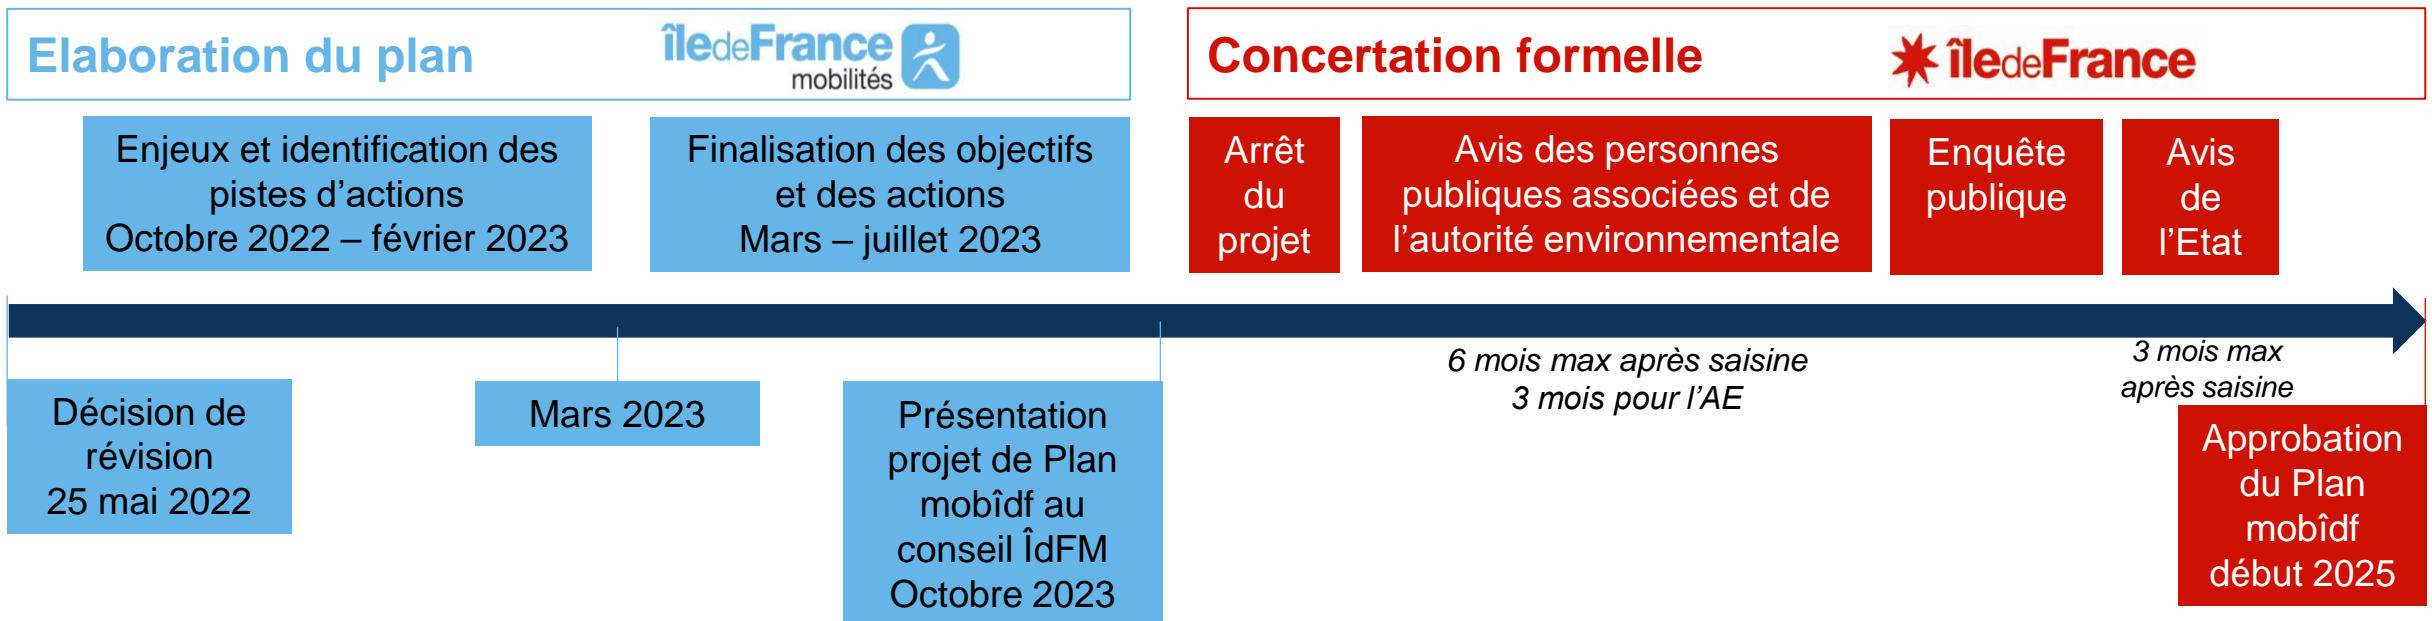 Elaboration du plan
îledeFrance
mobilités
Concertation formelle
îledeFrance
Enjeux et identification des
pistes d’actions
Octobre 2022 – février 2023
Finalisation des objectifs
et des actions
Mars – juillet 2023
Arrêt
du
projet
Avis des personnes
publiques associées et de
l’autorité environnementale
Enquête
publique
Avis
de
l’Etat
6 mois max après saisine
3 mois pour l’AE
3 mois max
après saisine
Décision de
révision
25 mai 2022
Mars 2023
Présentation
projet de Plan
mobîdf au
conseil ÎdFM
Octobre 2023
Approbation
du Plan
mobîdf
début 2025